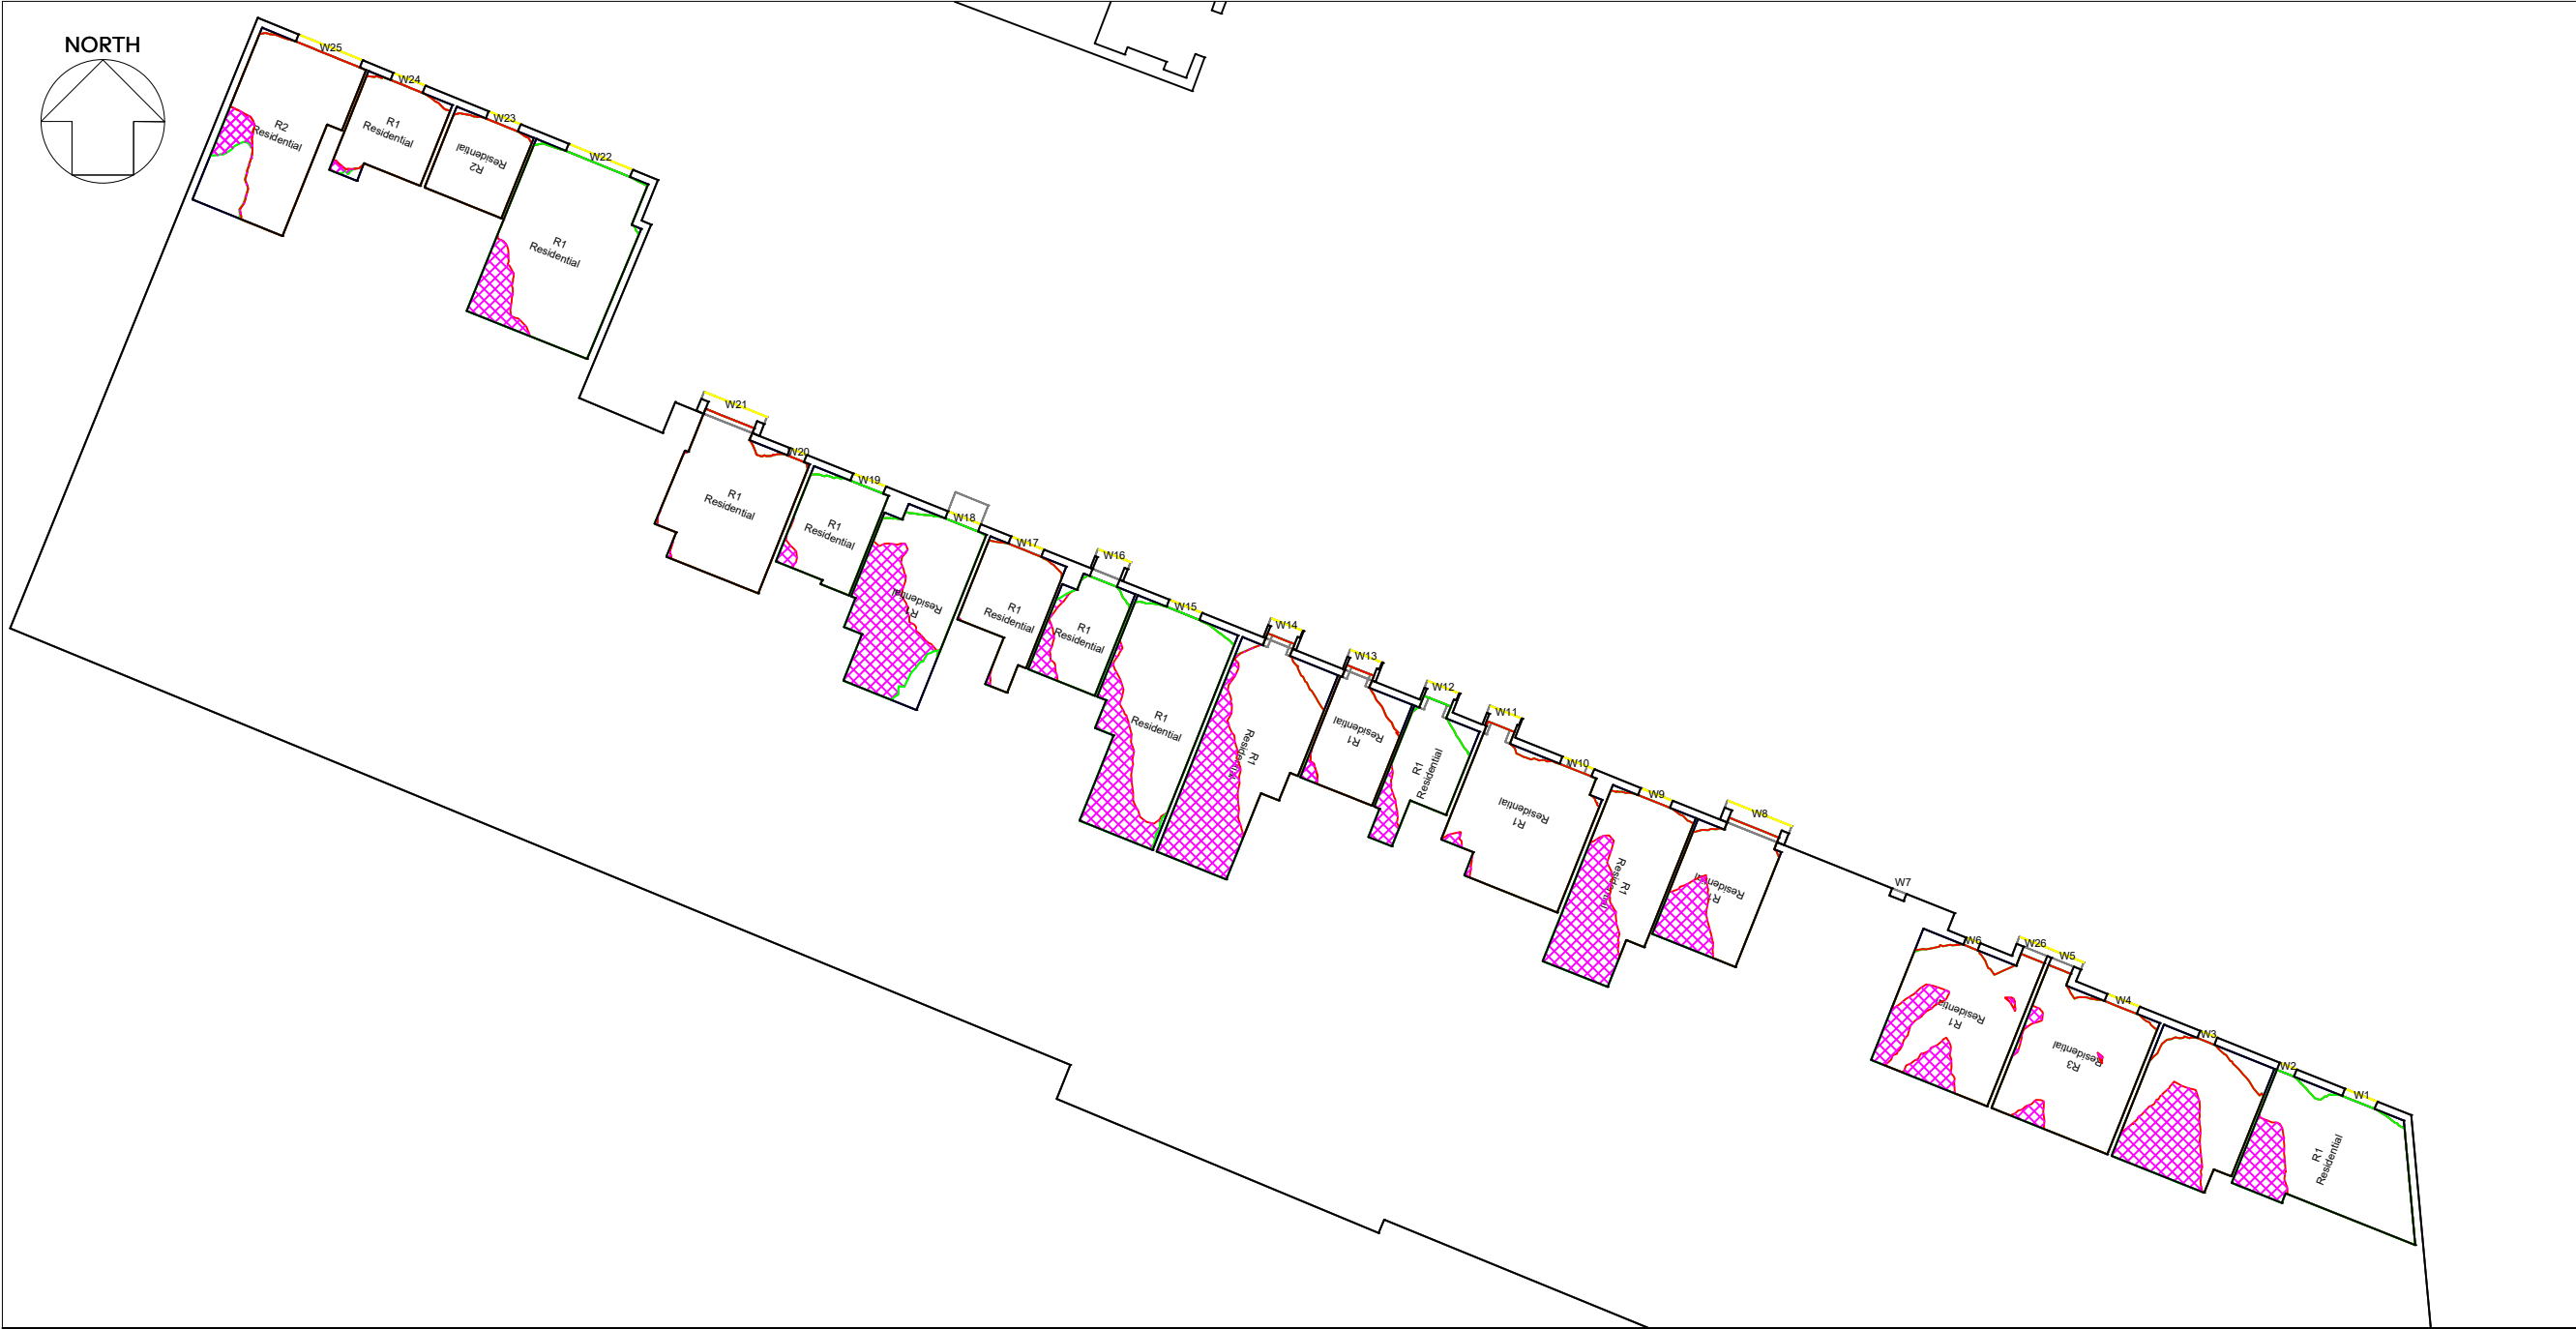 NORTH
W25
W24
W23
W22
R2
Residential
R1
Residential
R2
Residential
R1
Residential
W21
W20
W19
W18
W17
W16
W15
W14
W13
W12
W11
W10
W9
W8
R1
Residential
R1
Residential
R1
Residential
R1
Residential
R1
Residential
R1
Residential
R1
Residential
R1
Residential
R1
Residential
R1
Residential
R1
Residential
R1
Residential
W7
W6
W26
W5
W4
W3
W2
W1
R1
Residential
R3
Residential
R1
Residential